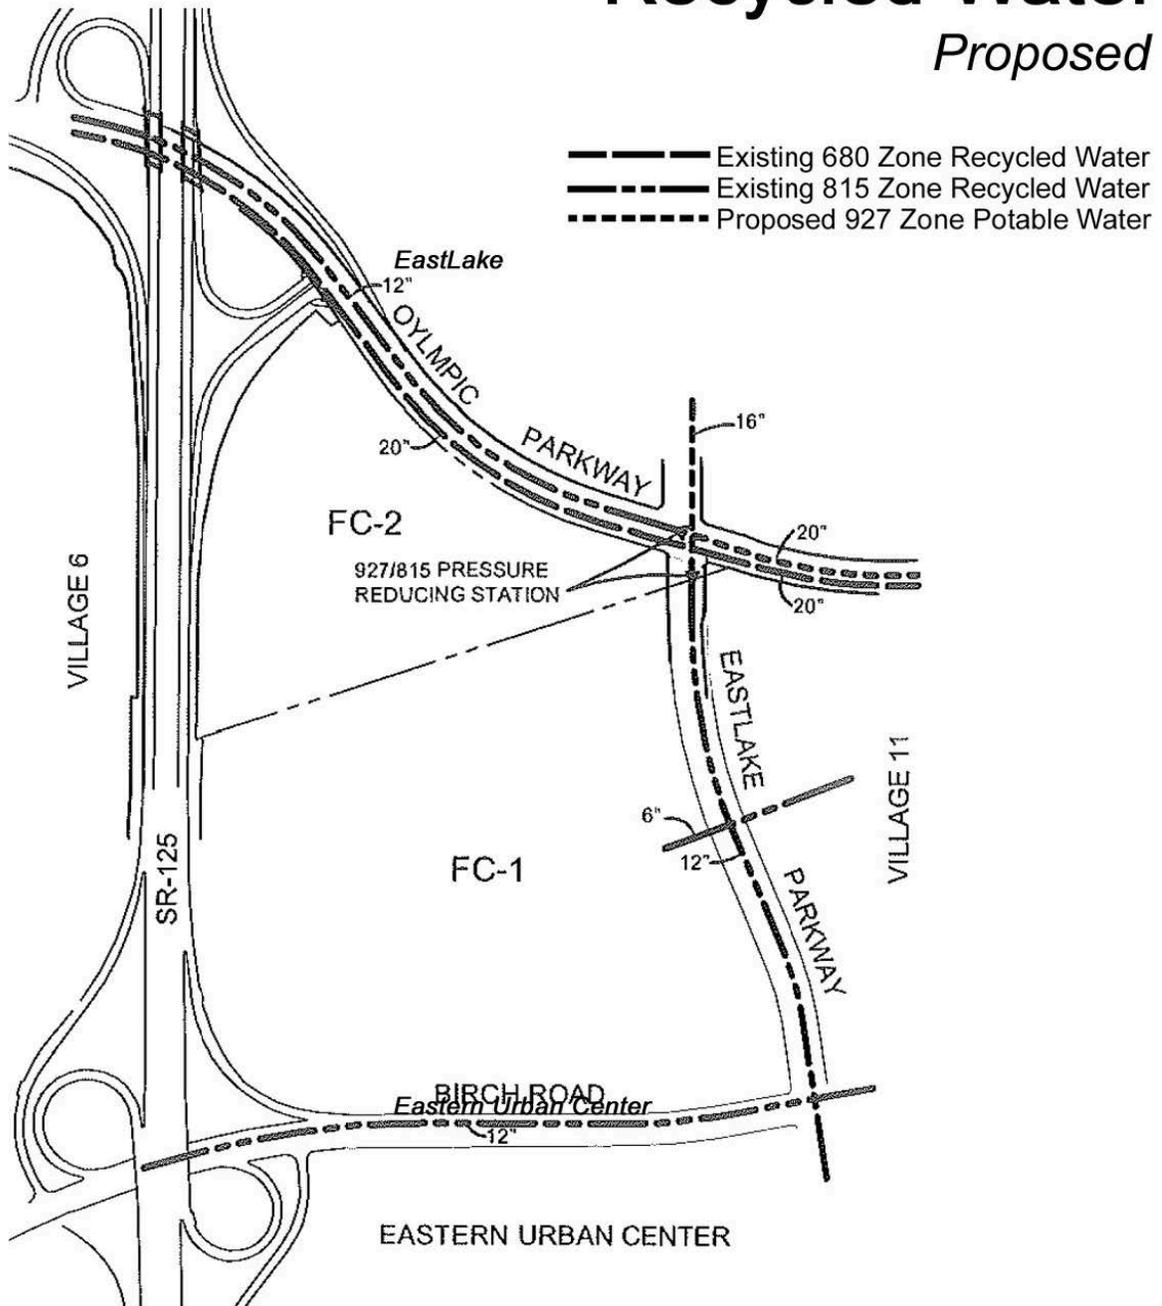 Recycled Water
Proposed
Existing 680 Zone Recycled Water
Existing 815 Zone Recycled Water
Proposed 927 Zone Potable Water
EastLake
12"
OYLMPIC
PARKWAY
20"
16"
FC-2
20"
927/815 PRESSURE
REDUCING STATION
20"
VILLAGE 6
EASTLAKE
VILLAGE 11
6"
12"
SR-125
FC-1
PARKWAY
BIRCH ROAD
Eastern Urban Center
12"
EASTERN URBAN CENTER